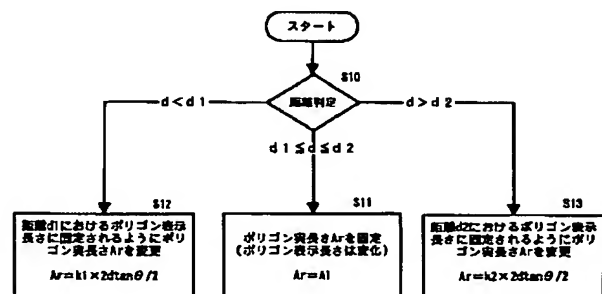 スタート
S10
距離判定
d<d1
d>d2
d1≦d≦d2
S12
距離d1におけるポリゴン表示
長さに固定されるようにポリ
ゴン実長さArを変更
Ar=k1×2dtanθ/2
S11
ポリゴン実長さArを固定
(ポリゴン表示長さは変化)
Ar=A1
S13
距離d2におけるポリゴン表示
長さに固定されるようにポリ
ゴン実長さArを変更
Ar=k2×2dtanθ/2